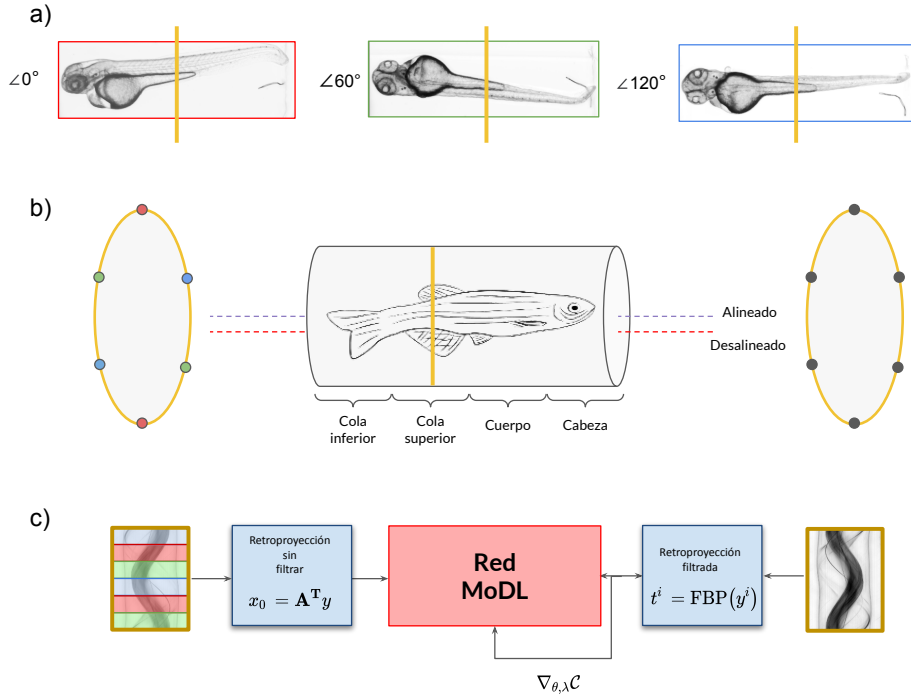 a)
∠0°
∠60°
∠120°
b)
Alineado
Desalineado
Cola
inferior
Cola
superior
Cuerpo
Cabeza
c)
Retroproyección
sin
filtrar
x₀ = Aᵀy
Red
MoDL
Retroproyección
filtrada
tⁱ = FBP(yⁱ)
∇θ,λ𝒞